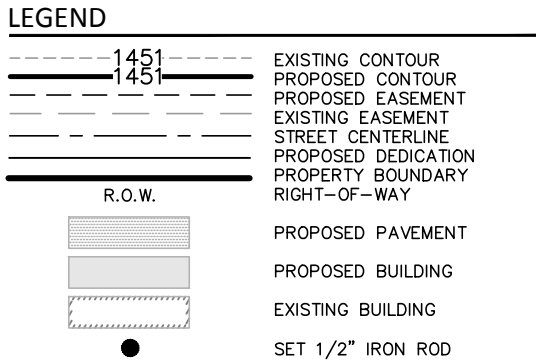 LEGEND
1451 EXISTING CONTOUR
1451 PROPOSED CONTOUR
PROPOSED EASEMENT
EXISTING EASEMENT
STREET CENTERLINE
PROPOSED DEDICATION
PROPERTY BOUNDARY
R.O.W. RIGHT-OF-WAY
PROPOSED PAVEMENT
PROPOSED BUILDING
EXISTING BUILDING
SET 1/2" IRON ROD